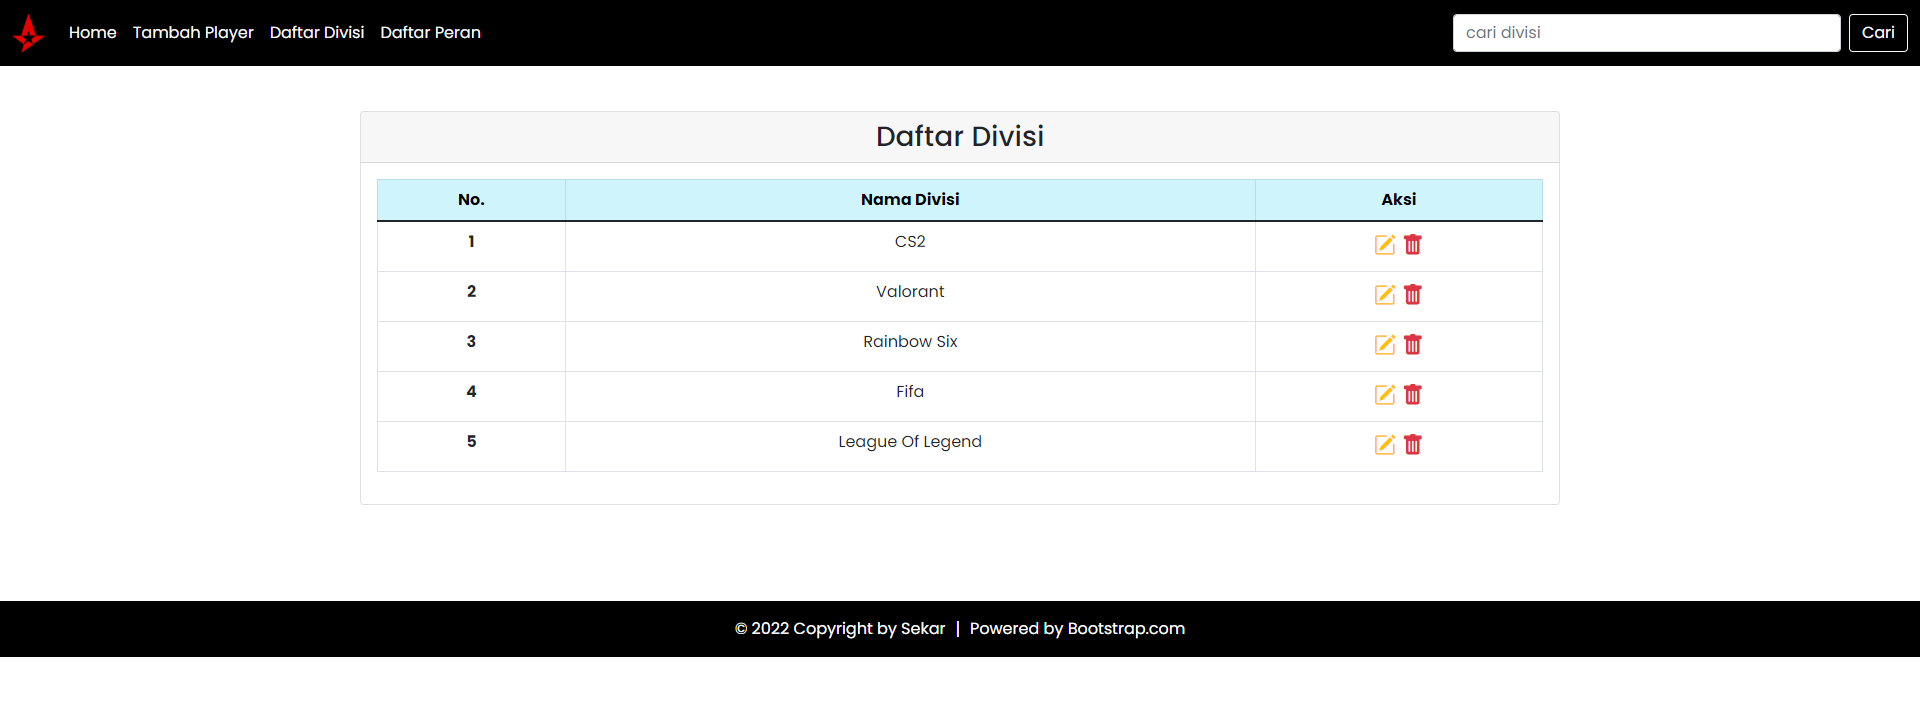 Home Tambah Player Daftar Divisi Daftar Peran cari divisi Cari
Daftar Divisi
No. Nama Divisi Aksi
1 CS2
2 Valorant
3 Rainbow Six
4 Fifa
5 League Of Legend
© 2022 Copyright by Sekar | Powered by Bootstrap.com